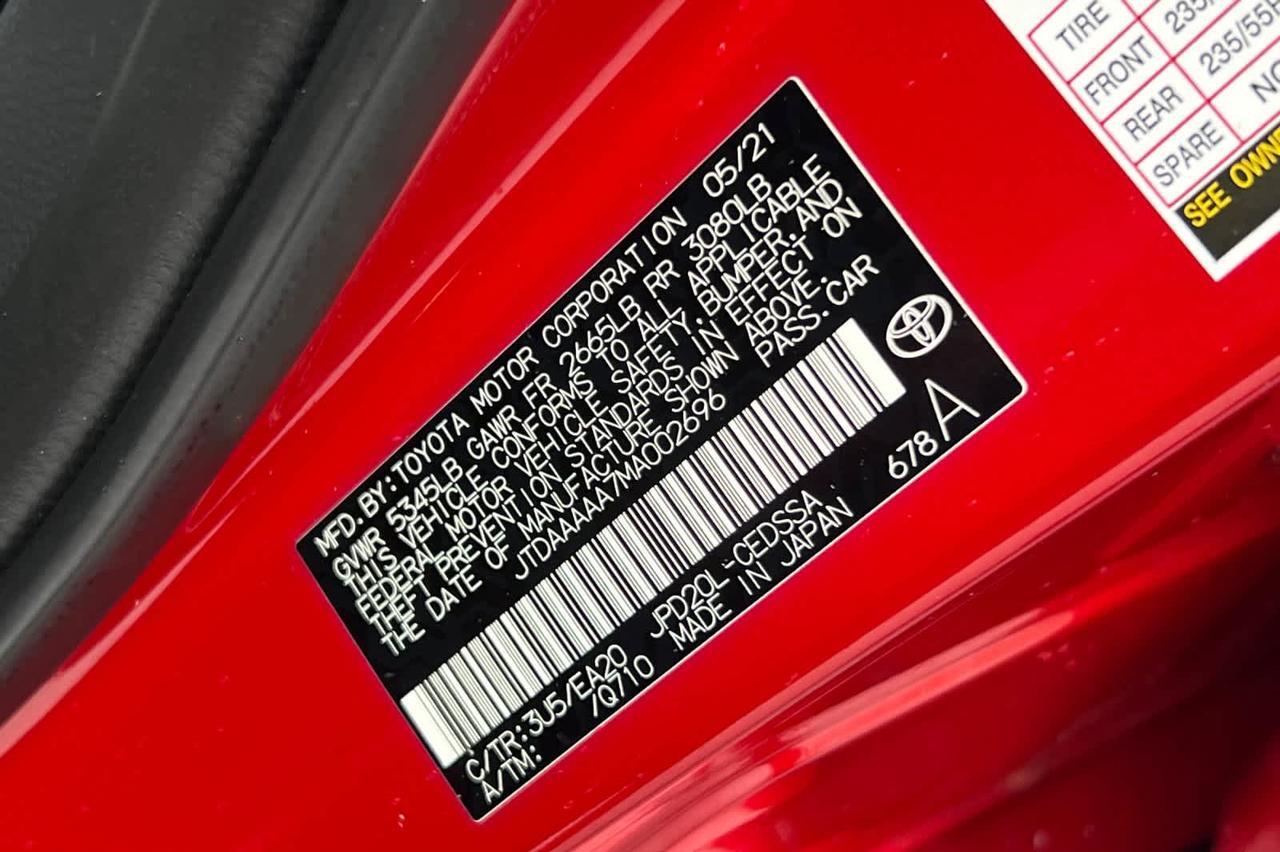 MFD. BY: TOYOTA MOTOR CORPORATION 05/21
GVWR 5345LB GAWR FR 2665LB RR 3080LB
THIS VEHICLE CONFORMS TO ALL APPLICABLE
FEDERAL MOTOR VEHICLE SAFETY, BUMPER, AND
THEFT PREVENTION STANDARDS IN EFFECT ON
THE DATE OF MANUFACTURE SHOWN ABOVE.
JTDAAAAA7MA002696 PASS. CAR
C/TR: 3U5/EA20 JPD20L-CEDSSA 678 A
A/TM: /Q710 MADE IN JAPAN
TIRE
FRONT 235/
REAR 235/55
SPARE
SEE